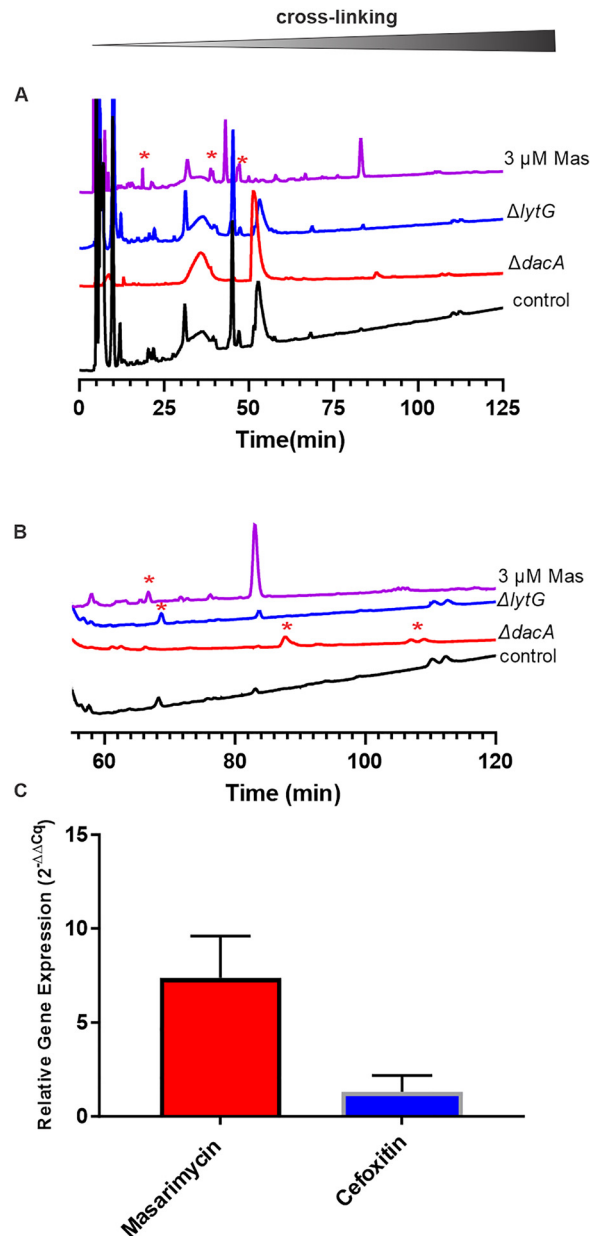 cross-linking
A
*
*
*
3 µM Mas
ΔlytG
ΔdacA
control
0 25 50 75 100 125
Time(min)
B
*
3 µM Mas
*
ΔlytG
* *
ΔdacA
control
60 80 100 120
Time (min)
C
Relative Gene Expression (2^-ΔΔCq)
15
10
5
0
Masarimycin
Cefoxitin